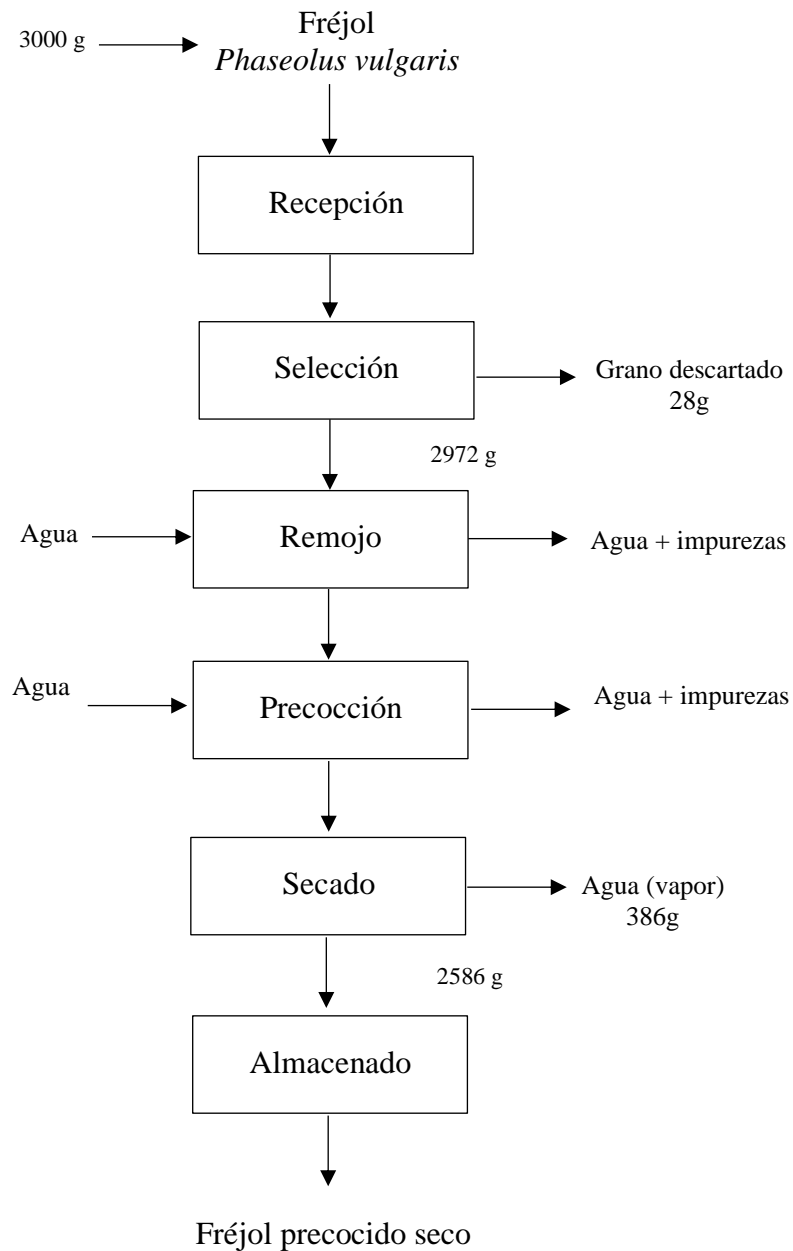 3000 g
Fréjol
Phaseolus vulgaris
Recepción
Selección
Grano descartado
28g
2972 g
Agua
Remojo
Agua + impurezas
Agua
Precocción
Agua + impurezas
Secado
Agua (vapor)
386g
2586 g
Almacenado
Fréjol precocido seco